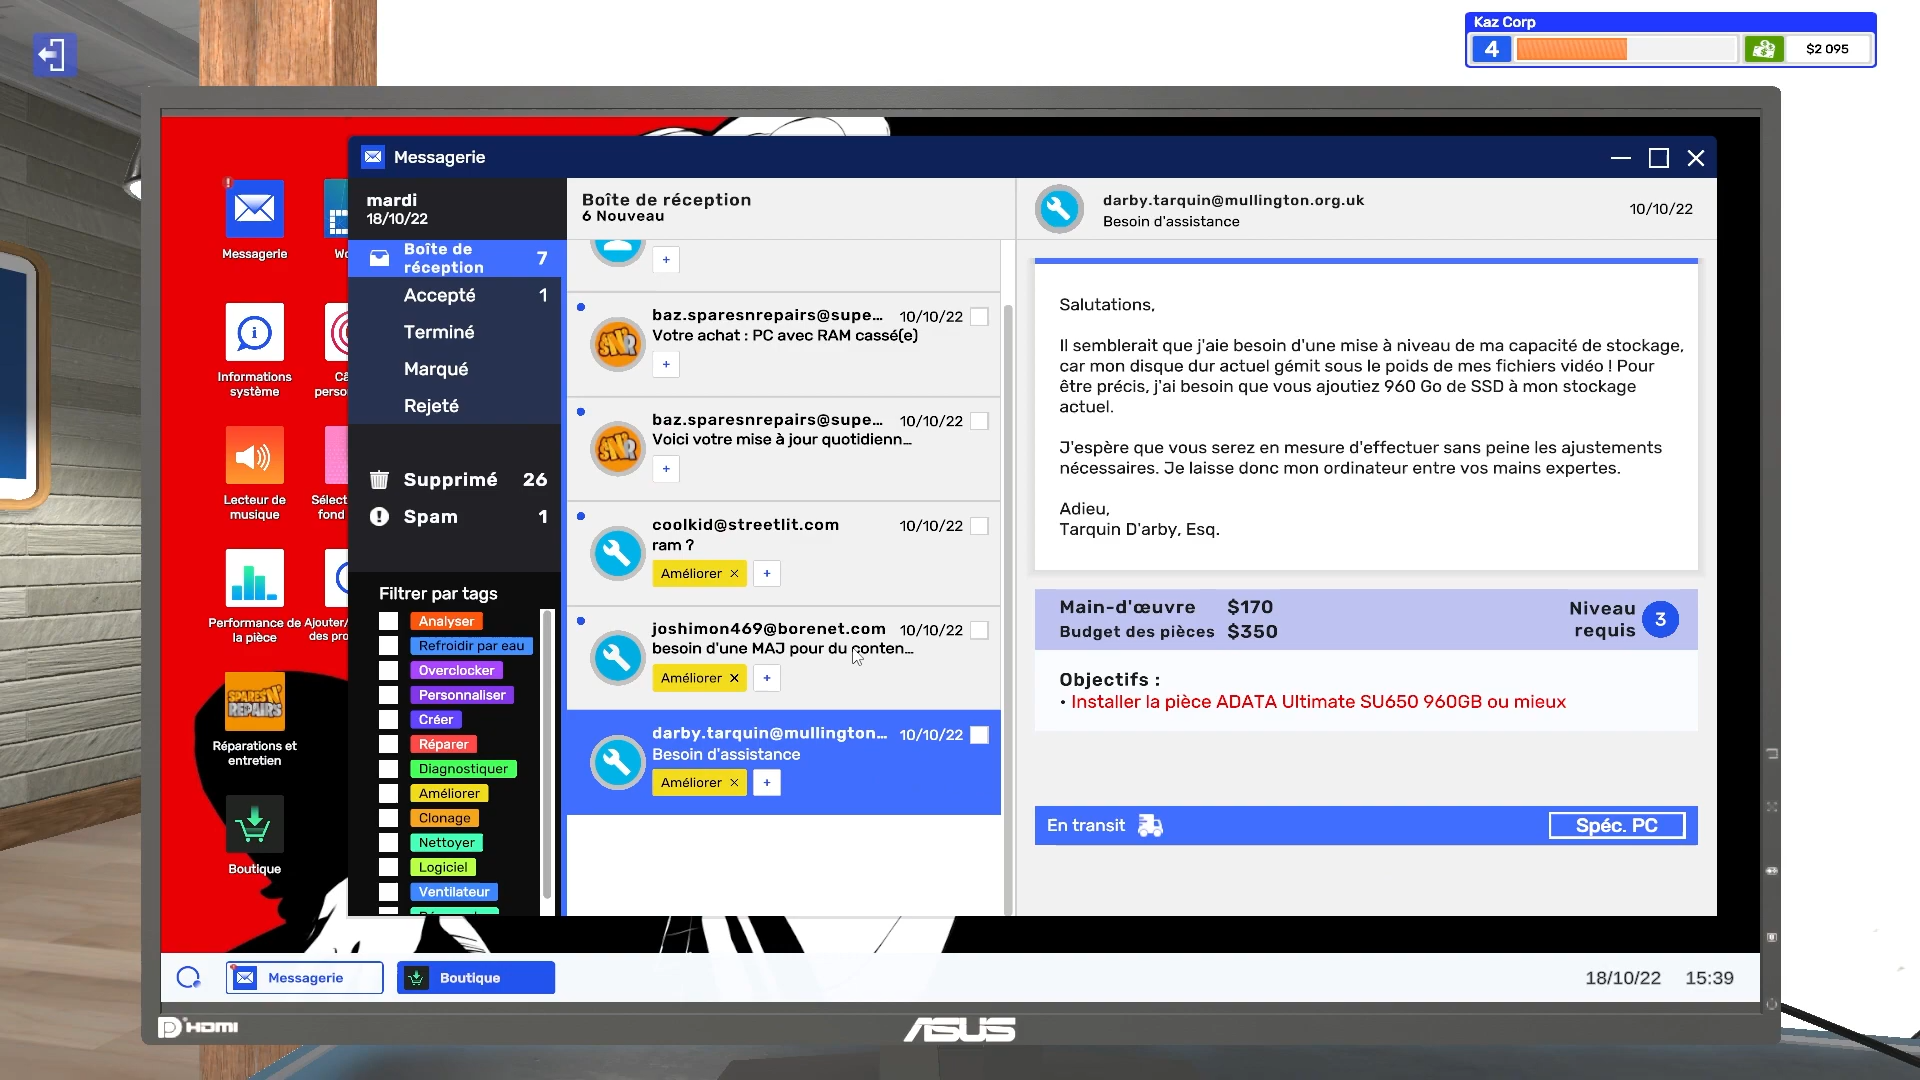 Kaz Corp
4
$2 095
Messagerie
mardi
18/10/22
Boîte de réception
7
Accepté
1
Terminé
Marqué
Rejeté
Supprimé
26
Spam
1
Filtrer par tags
Analyser
Refroidir par eau
Overclocker
Personnaliser
Créer
Réparer
Diagnostiquer
Améliorer
Clonage
Nettoyer
Logiciel
Ventilateur
Boîte de réception
6 Nouveau
+
baz.sparesnrepairs@supe...
10/10/22
Votre achat : PC avec RAM cassé(e)
+
baz.sparesnrepairs@supe...
10/10/22
Voici votre mise à jour quotidienn...
+
coolkid@streetlit.com
10/10/22
ram ?
Améliorer ×
+
joshimon469@borenet.com
10/10/22
besoin d'une MAJ pour du conten...
Améliorer ×
+
darby.tarquin@mullington...
10/10/22
Besoin d'assistance
Améliorer ×
+
darby.tarquin@mullington.org.uk
Besoin d'assistance
10/10/22
Salutations,
Il semblerait que j'aie besoin d'une mise à niveau de ma capacité de stockage,
car mon disque dur actuel gémit sous le poids de mes fichiers vidéo ! Pour
être précis, j'ai besoin que vous ajoutiez 960 Go de SSD à mon stockage
actuel.
J'espère que vous serez en mesure d'effectuer sans peine les ajustements
nécessaires. Je laisse donc mon ordinateur entre vos mains expertes.
Adieu,
Tarquin D'arby, Esq.
Main-d'œuvre $170
Budget des pièces $350
Niveau requis
3
Objectifs :
• Installer la pièce ADATA Ultimate SU650 960GB ou mieux
En transit
Spéc. PC
Messagerie
Informations système
Lecteur de musique
Performance de la pièce
SPARES'N' REPAIRS
Réparations et entretien
Boutique
Messagerie
Boutique
18/10/22
15:39
HDMI
ASUS